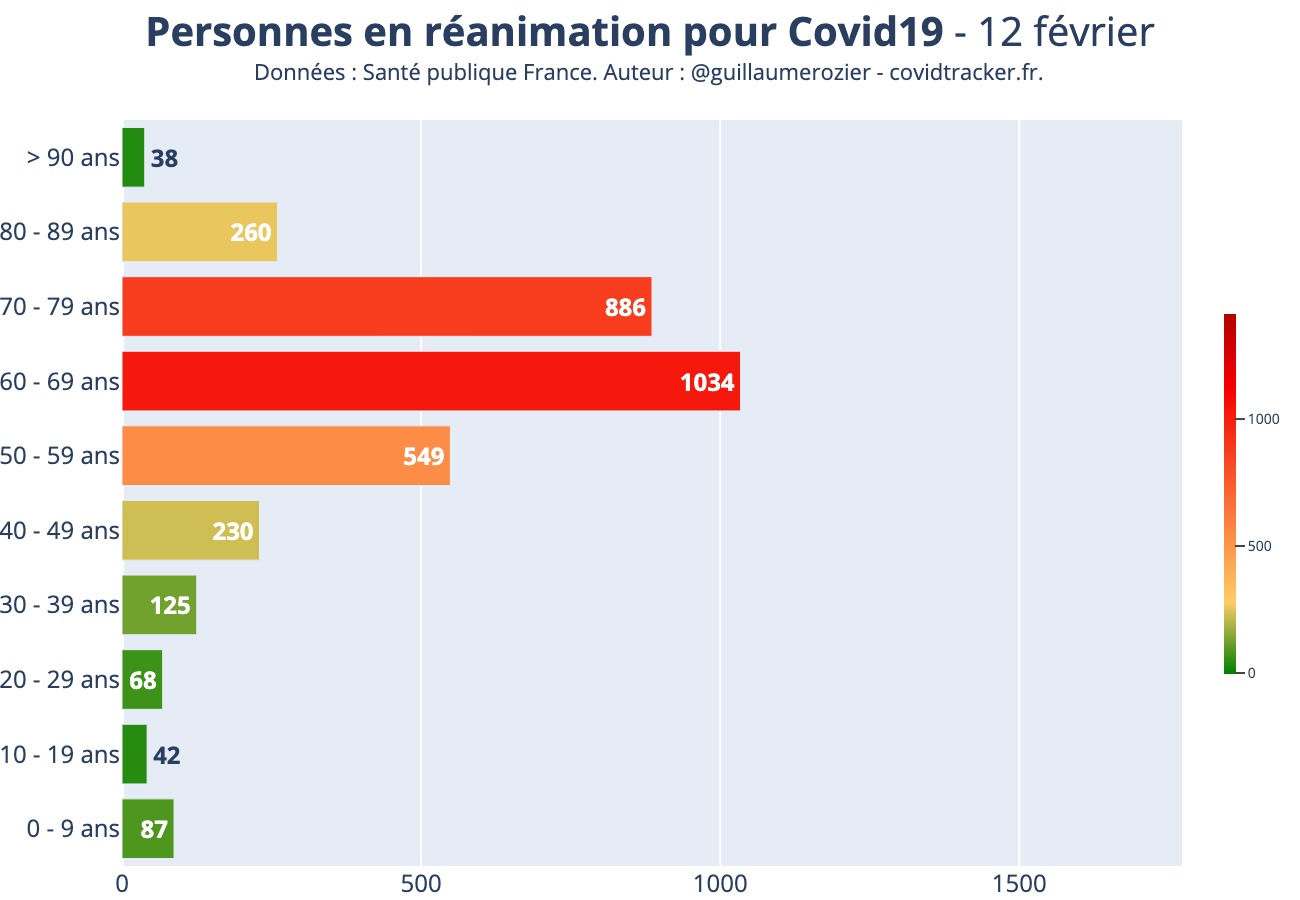 Personnes en réanimation pour Covid19 - 12 février
Données : Santé publique France. Auteur : @guillaumerozier - covidtracker.fr.
> 90 ans 38
80 - 89 ans 260
70 - 79 ans 886
60 - 69 ans 1034
50 - 59 ans 549
40 - 49 ans 230
30 - 39 ans 125
20 - 29 ans 68
10 - 19 ans 42
0 - 9 ans 87
0 500 1000 1500
1000
500
0